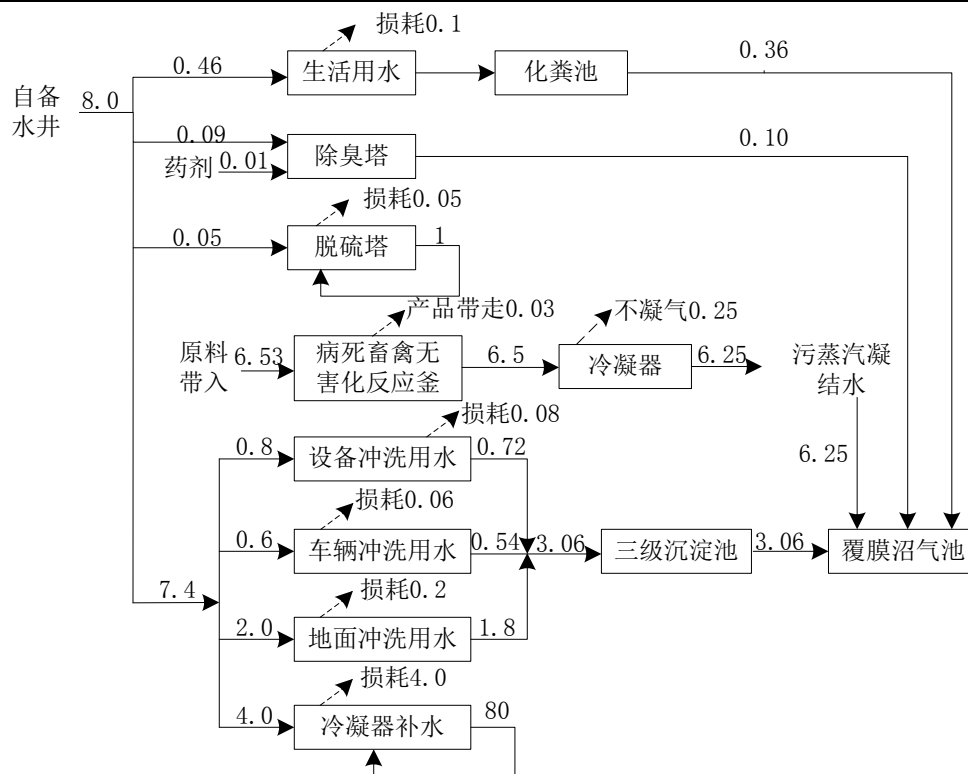 损耗0.1
0.46
生活用水
化粪池
0.36
自备
水井
8.0
0.09
药剂
0.01
除臭塔
0.10
损耗0.05
0.05
脱硫塔
1
产品带走0.03
不凝气0.25
原料
带入
6.53
病死畜禽无
害化反应釜
6.5
冷凝器
6.25
污蒸汽凝
结水
6.25
损耗0.08
0.8
设备冲洗用水
0.72
损耗0.06
0.6
车辆冲洗用水
0.54
3.06
三级沉淀池
3.06
覆膜沼气池
7.4
损耗0.2
2.0
地面冲洗用水
1.8
损耗4.0
4.0
冷凝器补水
80